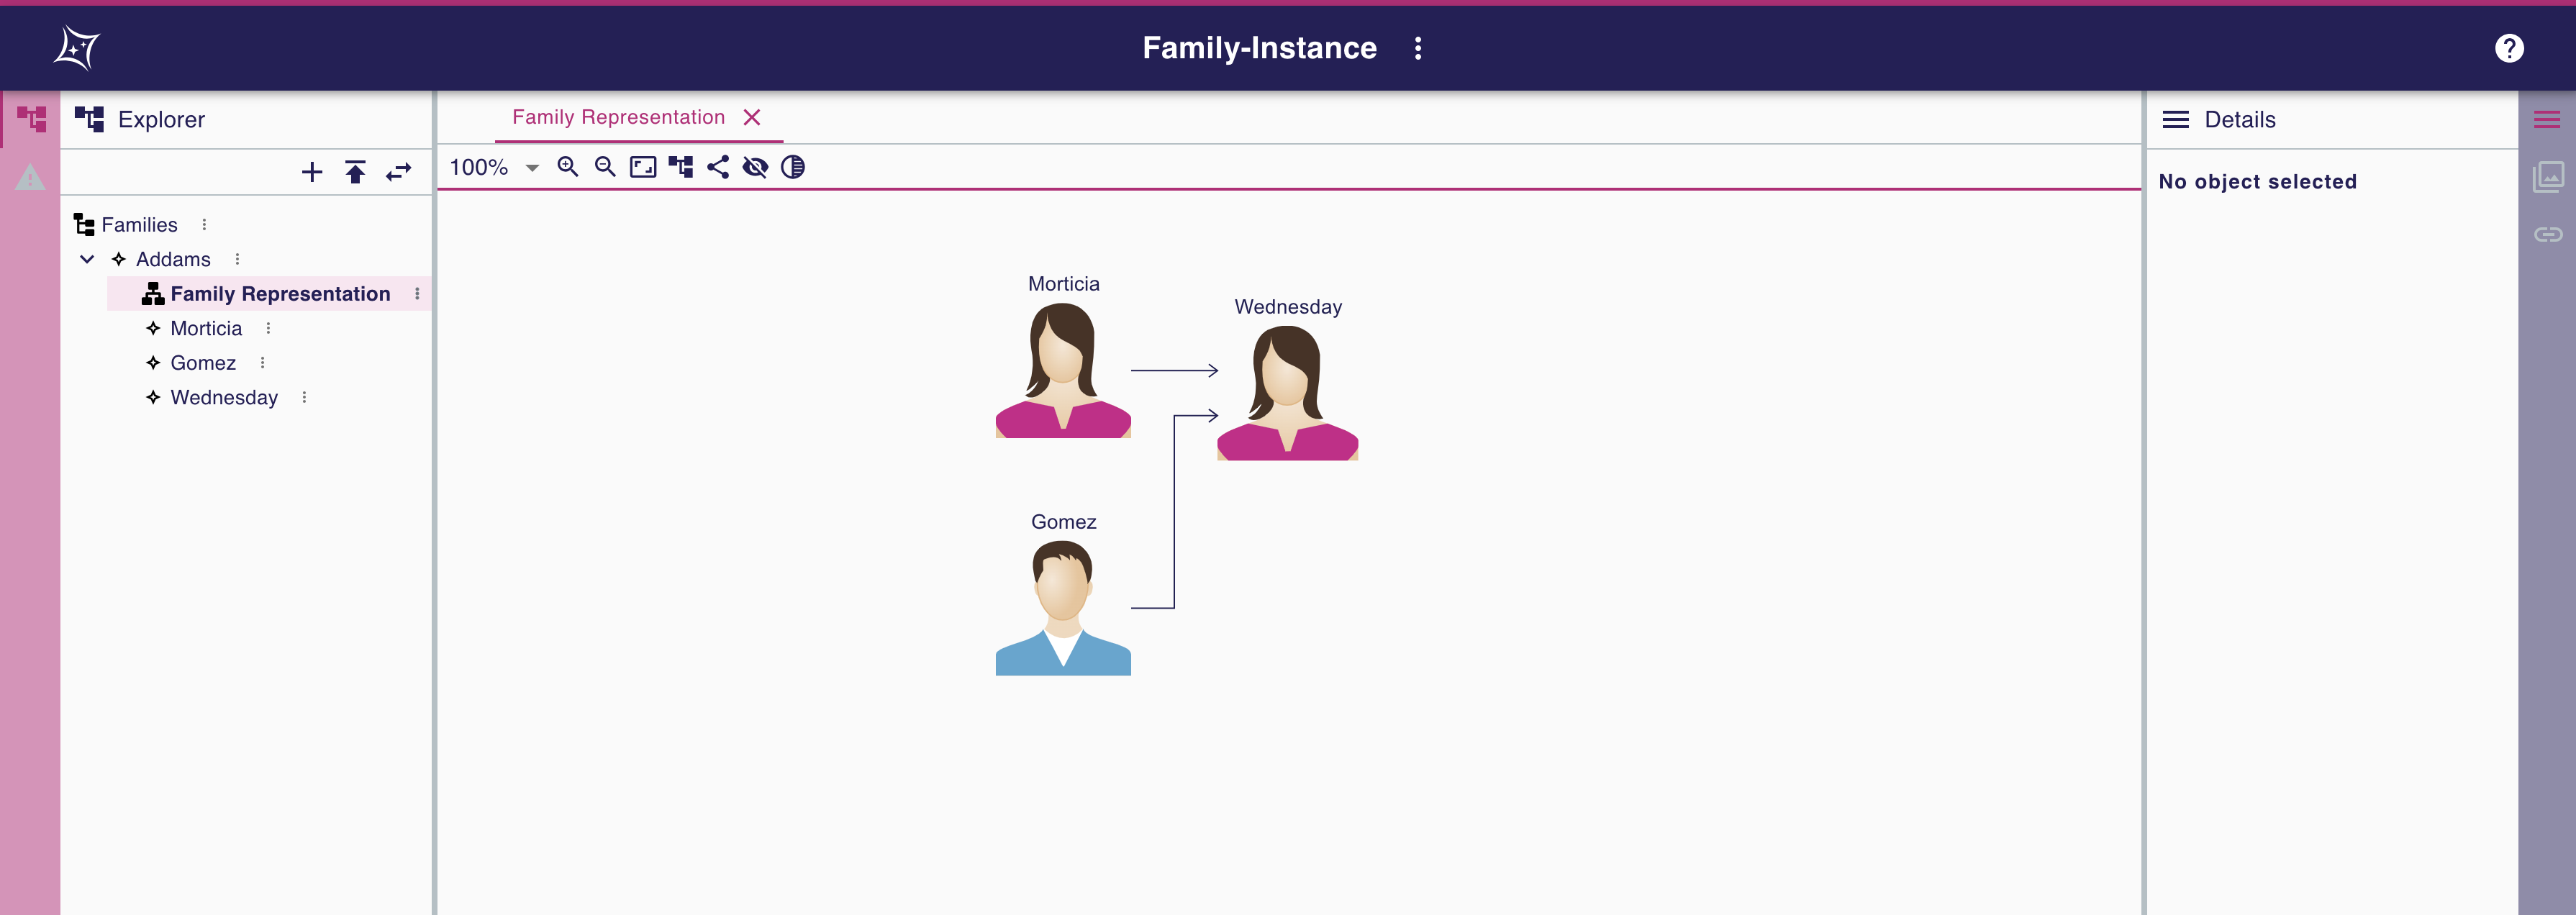 Family-Instance
Explorer
Families
Addams
Family Representation
Morticia
Gomez
Wednesday
Family Representation
100%
Morticia
Wednesday
Gomez
Details
No object selected